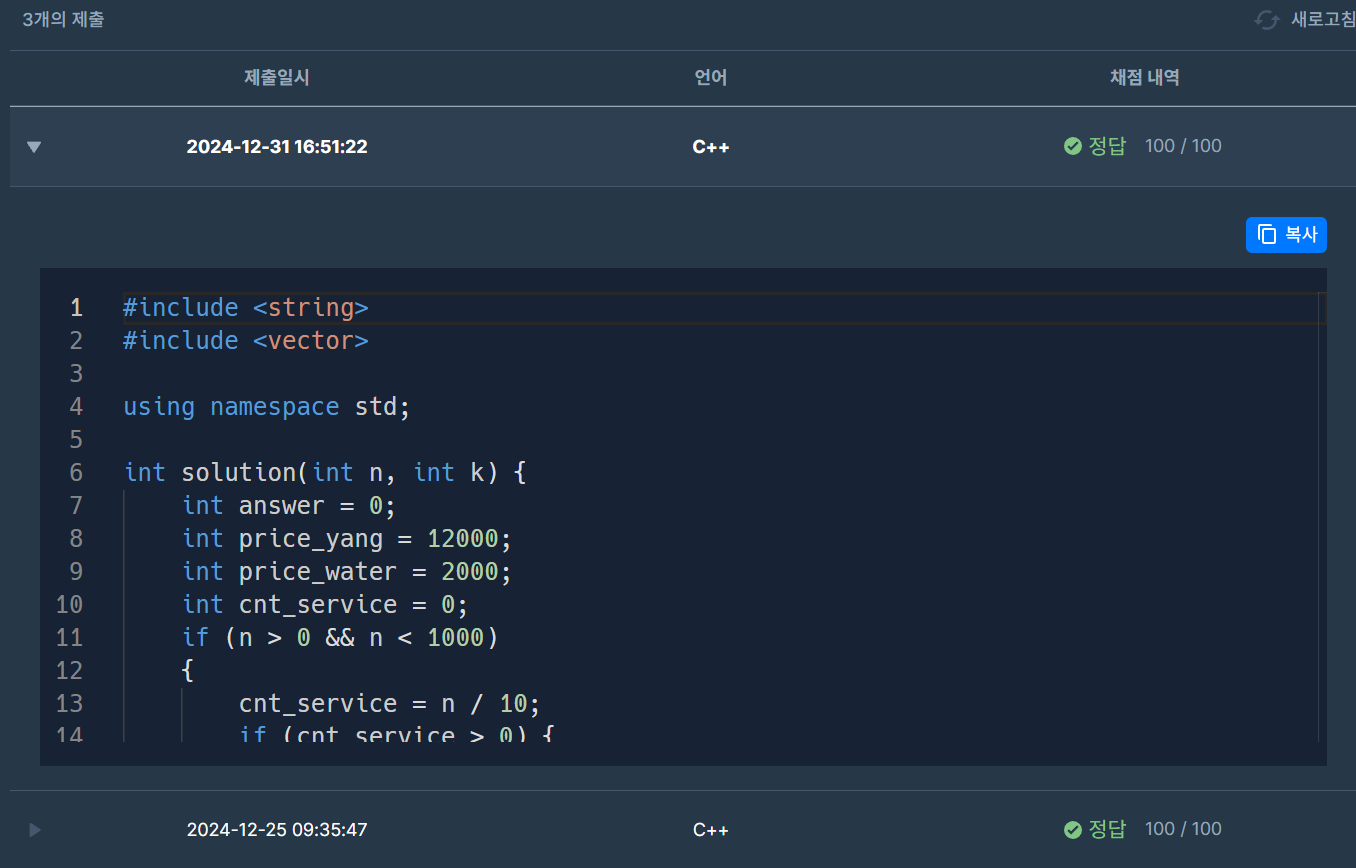 3개의 제출 새로고침
제출일시 언어 채점 내역
2024-12-31 16:51:22 C++ 정답 100 / 100
복사
1 #include <string>
2 #include <vector>
3
4 using namespace std;
5
6 int solution(int n, int k) {
7 int answer = 0;
8 int price_yang = 12000;
9 int price_water = 2000;
10 int cnt_service = 0;
11 if (n > 0 && n < 1000)
12 {
13 cnt_service = n / 10;
14 if (cnt_service > 0) {
2024-12-25 09:35:47 C++ 정답 100 / 100